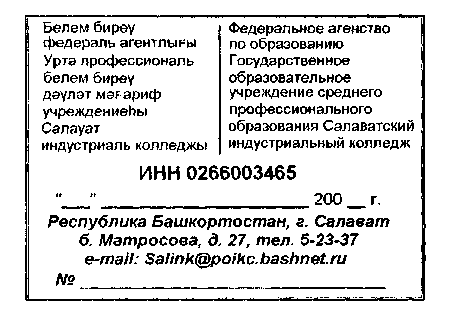 Белем биреү
федераль агентлығы
Урта профессиональ
белем биреү
дәүләт мәғариф
учреждениеһы
Салауат
индустриаль колледжы
Федеральное агенство
по образованию
Государственное
образовательное
учреждение среднего
профессионального
образования Салаватский
индустриальный колледж
ИНН 0266003465
"___" ______________________ 200 __ г.
Республика Башкортостан, г. Салават
б. Матросова, д. 27, тел. 5-23-37
e-mail: Salink@poikc.bashnet.ru
№ ______________________________